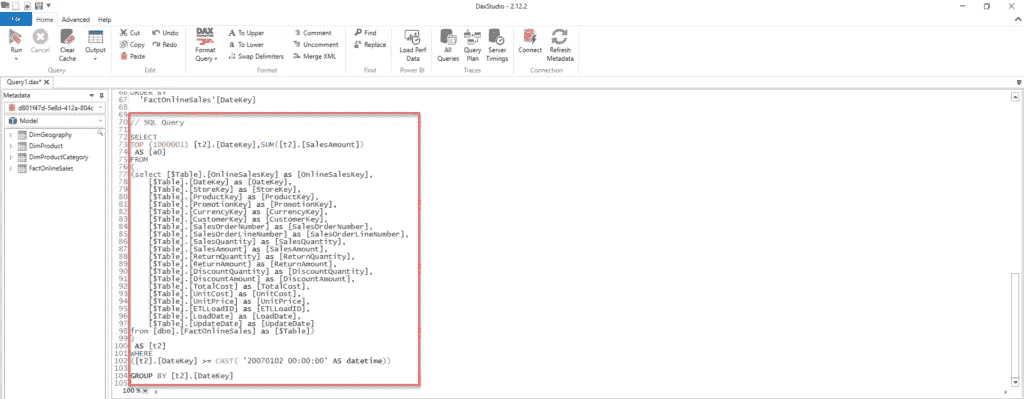 DaxStudio - 2.12.2
File Home Advanced Help
Run
Cancel
Clear Cache
Output
Cut
Copy
Paste
Undo
Redo
DAX FORMATTER
Format Query
To Upper
To Lower
Swap Delimiters
Comment
Uncomment
Merge XML
Find
Replace
Load Perf Data
All Queries
Query Plan
Server Timings
Connect
Refresh Metadata
Query
Edit
Format
Find
Power BI
Traces
Connection
Query1.dax*
Metadata
d801f47d-5e8d-412a-804c
Model
DimGeography
DimProduct
DimProductCategory
FactOnlineSales
66 ORDER BY
67 'FactOnlineSales'[DateKey]
68
69
70 // SQL Query
71
72 SELECT
73 TOP (1000001) [t2].[DateKey],SUM([t2].[SalesAmount])
74 AS [a0]
75 FROM
76 (
77 (select [$Table].[OnlineSalesKey] as [OnlineSalesKey],
78 [$Table].[DateKey] as [DateKey],
79 [$Table].[StoreKey] as [StoreKey],
80 [$Table].[ProductKey] as [ProductKey],
81 [$Table].[PromotionKey] as [PromotionKey],
82 [$Table].[CurrencyKey] as [CurrencyKey],
83 [$Table].[CustomerKey] as [CustomerKey],
84 [$Table].[SalesOrderNumber] as [SalesOrderNumber],
85 [$Table].[SalesOrderLineNumber] as [SalesOrderLineNumber],
86 [$Table].[SalesQuantity] as [SalesQuantity],
87 [$Table].[SalesAmount] as [SalesAmount],
88 [$Table].[ReturnQuantity] as [ReturnQuantity],
89 [$Table].[ReturnAmount] as [ReturnAmount],
90 [$Table].[DiscountQuantity] as [DiscountQuantity],
91 [$Table].[DiscountAmount] as [DiscountAmount],
92 [$Table].[TotalCost] as [TotalCost],
93 [$Table].[UnitCost] as [UnitCost],
94 [$Table].[UnitPrice] as [UnitPrice],
95 [$Table].[ETLLoadID] as [ETLLoadID],
96 [$Table].[LoadDate] as [LoadDate],
97 [$Table].[UpdateDate] as [UpdateDate]
98 from [dbo].[FactOnlineSales] as [$Table])
99 )
100 AS [t2]
101 WHERE
102 ([t2].[DateKey] >= CAST( '20070102 00:00:00' AS datetime))
103
104 GROUP BY [t2].[DateKey]
105
100 %